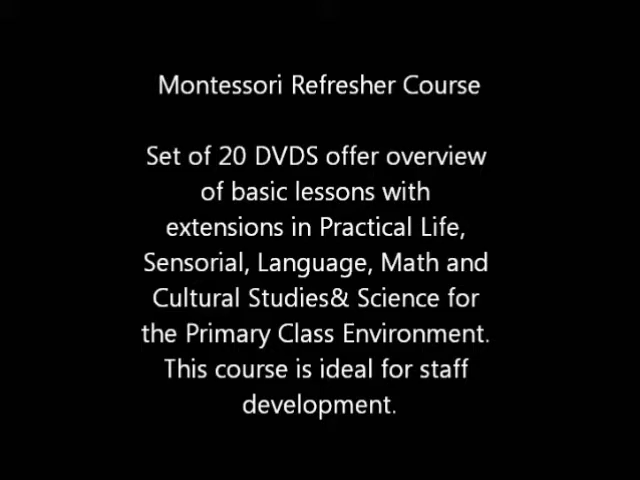 Montessori Refresher Course
Set of 20 DVDS offer overview
of basic lessons with
extensions in Practical Life,
Sensorial, Language, Math and
Cultural Studies& Science for
the Primary Class Environment.
This course is ideal for staff
development.